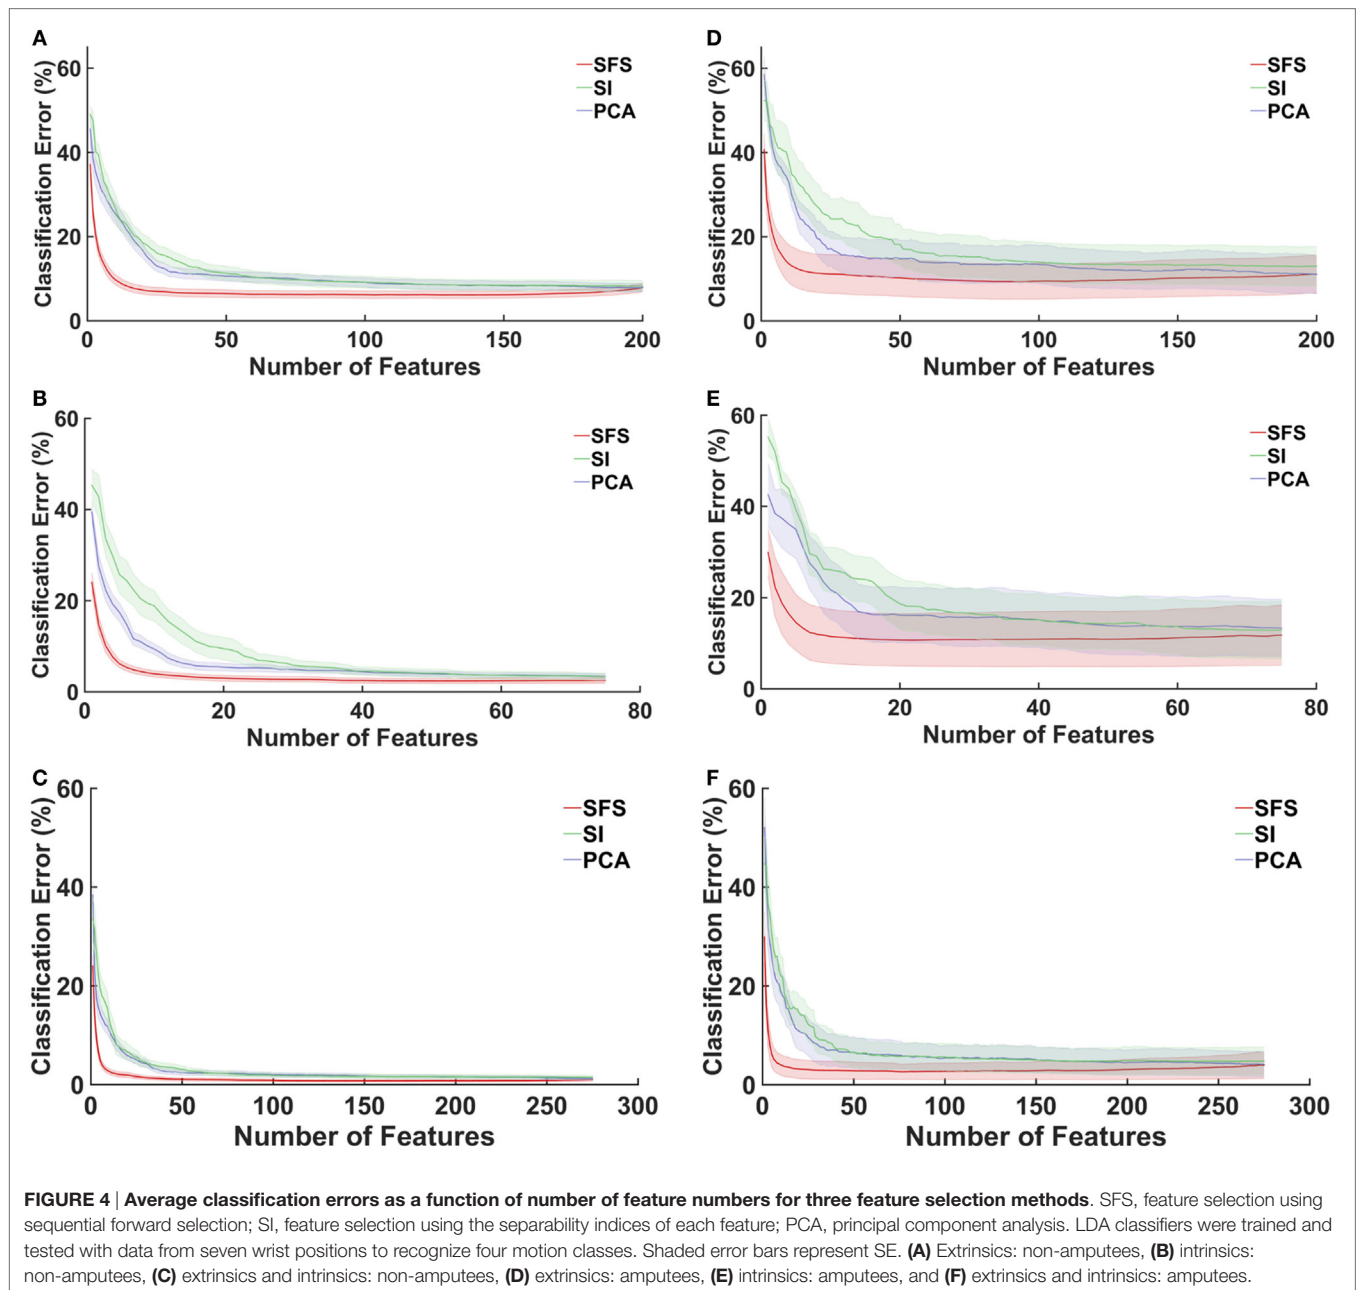 A
Classification Error (%)
60
40
20
0
0 50 100 150 200
Number of Features
SFS
SI
PCA
D
Classification Error (%)
60
40
20
0
0 50 100 150 200
Number of Features
SFS
SI
PCA
B
Classification Error (%)
60
40
20
0
0 20 40 60 80
Number of Features
SFS
SI
PCA
E
Classification Error (%)
60
40
20
0
0 20 40 60 80
Number of Features
SFS
SI
PCA
C
Classification Error (%)
60
40
20
0
0 50 100 150 200 250 300
Number of Features
SFS
SI
PCA
F
Classification Error (%)
60
40
20
0
0 50 100 150 200 250 300
Number of Features
SFS
SI
PCA
FIGURE 4 | Average classification errors as a function of number of feature numbers for three feature selection methods. SFS, feature selection using
sequential forward selection; SI, feature selection using the separability indices of each feature; PCA, principal component analysis. LDA classifiers were trained and
tested with data from seven wrist positions to recognize four motion classes. Shaded error bars represent SE. (A) Extrinsics: non-amputees, (B) intrinsics:
non-amputees, (C) extrinsics and intrinsics: non-amputees, (D) extrinsics: amputees, (E) intrinsics: amputees, and (F) extrinsics and intrinsics: amputees.